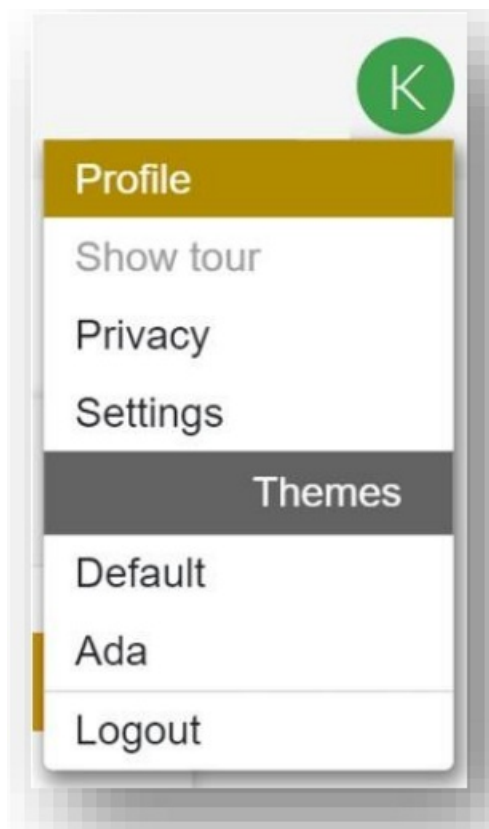 K
Profile
Show tour
Privacy
Settings
Themes
Default
Ada
Logout